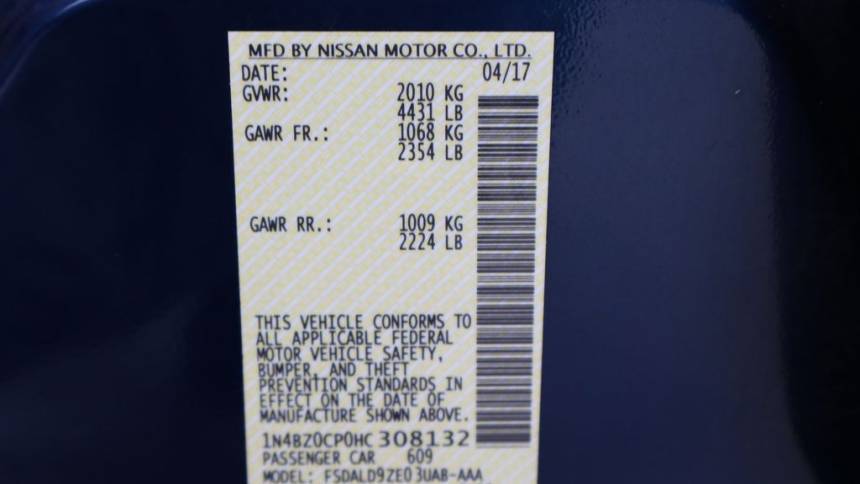 MFD BY NISSAN MOTOR CO., LTD.
DATE: 04/17
GVWR: 2010 KG
4431 LB
GAWR FR.: 1068 KG
2354 LB
GAWR RR.: 1009 KG
2224 LB
THIS VEHICLE CONFORMS TO
ALL APPLICABLE FEDERAL
MOTOR VEHICLE SAFETY,
BUMPER, AND THEFT
PREVENTION STANDARDS IN
EFFECT ON THE DATE OF
MANUFACTURE SHOWN ABOVE.
1N4BZ0CP0HC 308132
PASSENGER CAR 609
MODEL: FSDALD9ZE03UAB-AAA